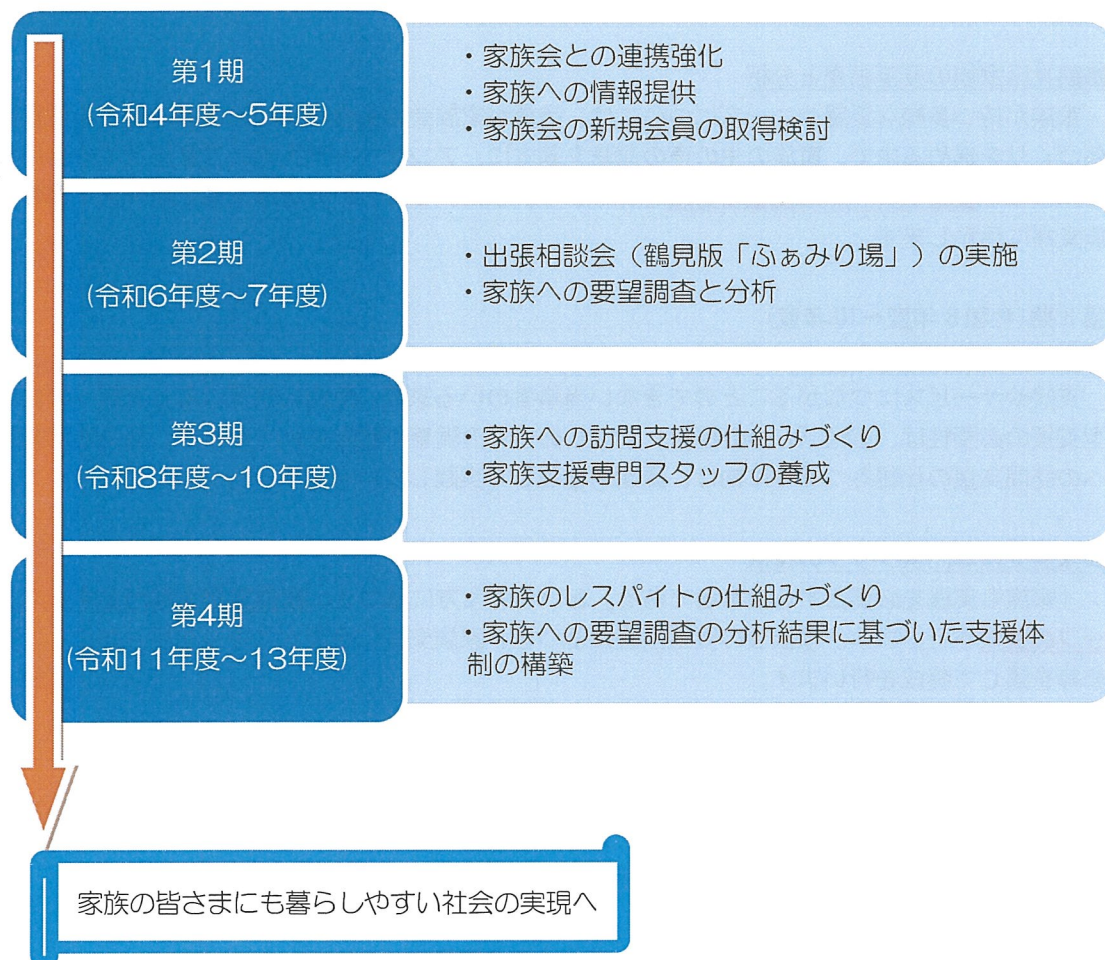 第1期
(令和4年度～5年度)
・家族会との連携強化
・家族への情報提供
・家族会の新規会員の取得検討
第2期
(令和6年度～7年度)
・出張相談会（鶴見版「ふぁみり場」）の実施
・家族への要望調査と分析
第3期
(令和8年度～10年度)
・家族への訪問支援の仕組みづくり
・家族支援専門スタッフの養成
第4期
(令和11年度～13年度)
・家族のレスパイトの仕組みづくり
・家族への要望調査の分析結果に基づいた支援体
制の構築
家族の皆さまにも暮らしやすい社会の実現へ